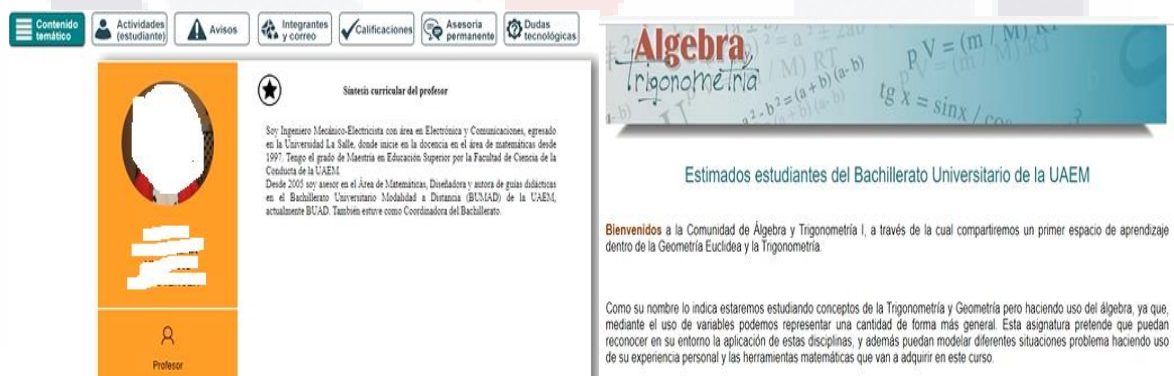 Contenido temático
Actividades (estudiante)
Avisos
Integrantes y correo
Calificaciones
Asesoria permanente
Dudas tecnológicas
Síntesis curricular del profesor
Soy Ingeniero Mecánico-Electricista con área en Electrónica y Comunicaciones, egresado
en la Universidad La Salle, donde inicie en la docencia en el área de matemáticas desde
1997. Tengo el grado de Maestría en Educación Superior por la Facultad de Ciencia de la
Conducta de la UAEM.
Desde 2005 soy asesor en el Área de Matemáticas, Diseñadora y autora de guías didácticas
en el Bachillerato Universitario Modalidad a Distancia (BUMAD) de la UAEM,
actualmente BUAD. También estuve como Coordinadora del Bachillerato.
Profesor
Álgebra
Trigonometría
a²-b²=(a+b)(a-b)
p V = (m / M) RT
tg x = sinx / cos
Estimados estudiantes del Bachillerato Universitario de la UAEM
Bienvenidos a la Comunidad de Álgebra y Trigonometría I, a través de la cual compartiremos un primer espacio de aprendizaje
dentro de la Geometría Euclidea y la Trigonometría.
Como su nombre lo indica estaremos estudiando conceptos de la Trigonometría y Geometría pero haciendo uso del álgebra, ya que,
mediante el uso de variables podemos representar una cantidad de forma más general. Esta asignatura pretende que puedan
reconocer en su entorno la aplicación de estas disciplinas, y además puedan modelar diferentes situaciones problema haciendo uso
de su experiencia personal y las herramientas matemáticas que van a adquirir en este curso.